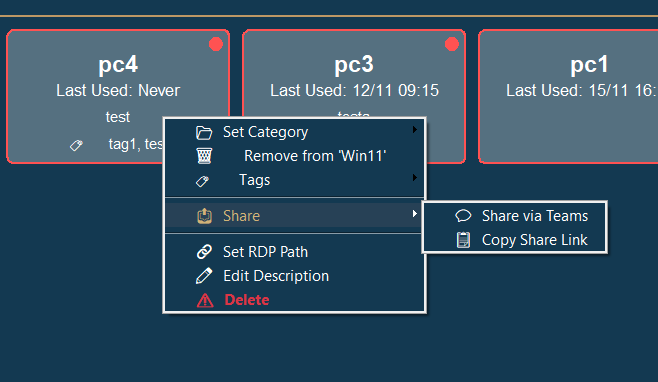 pc4
Last Used: Never
test
tag1, tes
pc3
Last Used: 12/11 09:15
pc1
Last Used: 15/11 16:
Set Category
Remove from 'Win11'
Tags
Share
Set RDP Path
Edit Description
Delete
Share via Teams
Copy Share Link